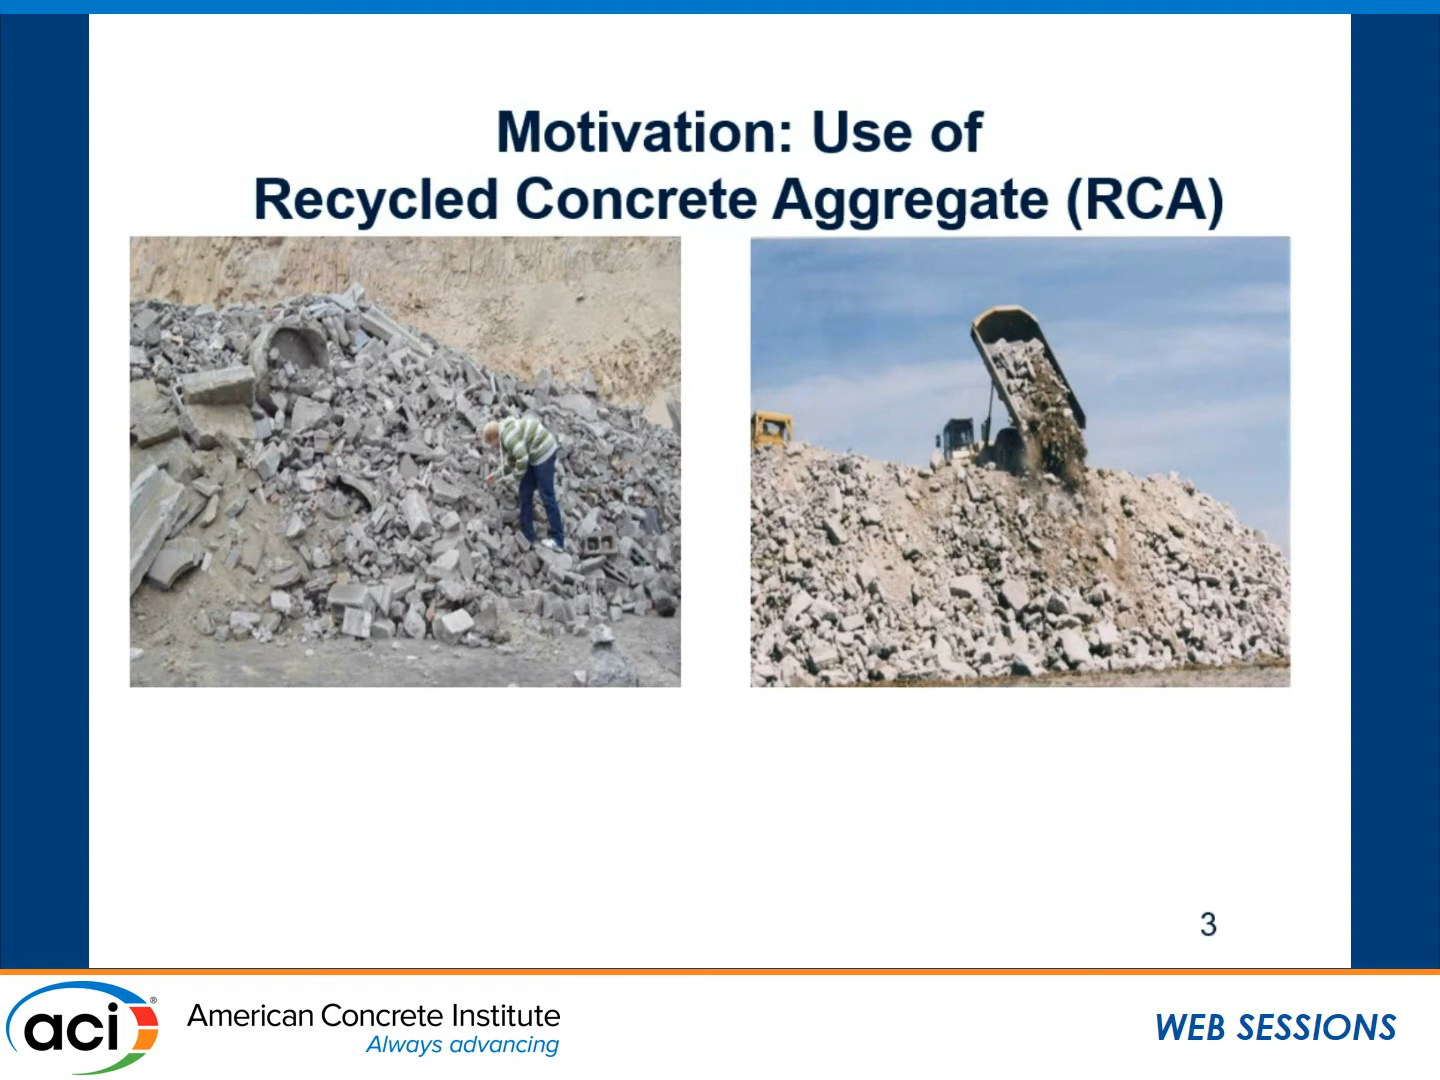 Motivation: Use of
Recycled Concrete Aggregate (RCA)
3
aci®
American Concrete Institute
Always advancing
WEB SESSIONS